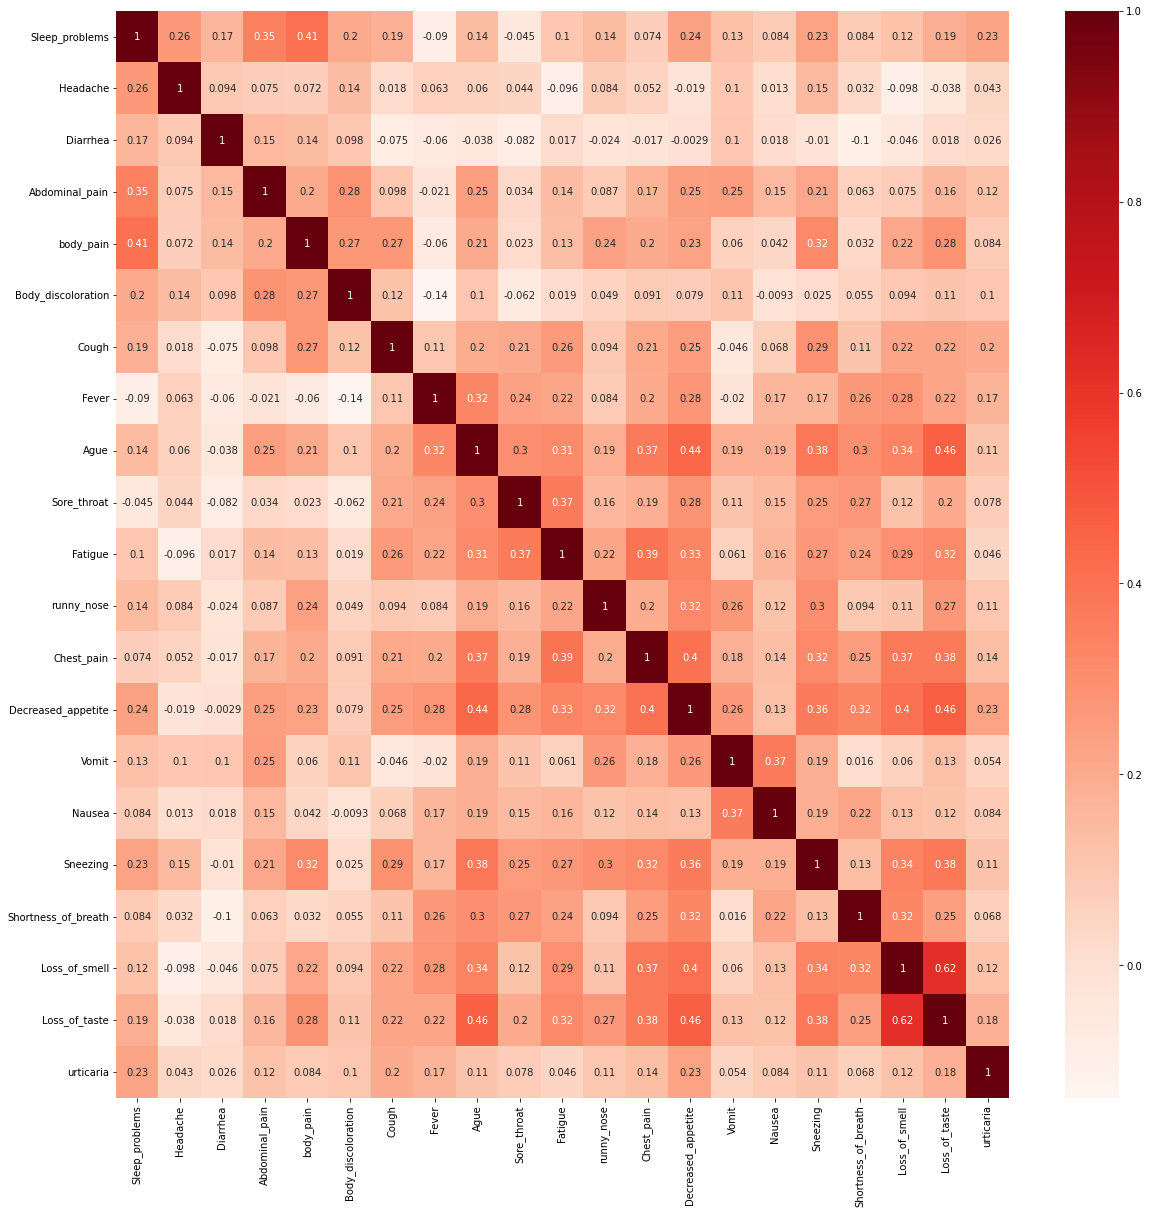 Sleep_problems 1 0.26 0.17 0.35 0.41 0.2 0.19 -0.09 0.14 -0.045 0.1 0.14 0.074 0.24 0.13 0.084 0.23 0.084 0.12 0.19 0.23
Headache 0.26 1 0.094 0.075 0.072 0.14 0.018 0.063 0.06 0.044 -0.096 0.084 0.052 -0.019 0.1 0.013 0.15 0.032 -0.098 -0.038 0.043
Diarrhea 0.17 0.094 1 0.15 0.14 0.098 -0.075 -0.06 -0.038 -0.082 0.017 -0.024 -0.017 -0.0029 0.1 0.018 -0.01 -0.1 -0.046 0.018 0.026
Abdominal_pain 0.35 0.075 0.15 1 0.2 0.28 0.098 -0.021 0.25 0.034 0.14 0.087 0.17 0.25 0.25 0.15 0.21 0.063 0.075 0.16 0.12
body_pain 0.41 0.072 0.14 0.2 1 0.27 0.27 -0.06 0.21 0.023 0.13 0.24 0.2 0.23 0.06 0.042 0.32 0.032 0.22 0.28 0.084
Body_discoloration 0.2 0.14 0.098 0.28 0.27 1 0.12 -0.14 0.1 -0.062 0.019 0.049 0.091 0.079 0.11 -0.0093 0.025 0.055 0.094 0.11 0.1
Cough 0.19 0.018 -0.075 0.098 0.27 0.12 1 0.11 0.2 0.21 0.26 0.094 0.21 0.25 -0.046 0.068 0.29 0.11 0.22 0.22 0.2
Fever -0.09 0.063 -0.06 -0.021 -0.06 -0.14 0.11 1 0.32 0.24 0.22 0.084 0.2 0.28 -0.02 0.17 0.17 0.26 0.28 0.22 0.17
Ague 0.14 0.06 -0.038 0.25 0.21 0.1 0.2 0.32 1 0.3 0.31 0.19 0.37 0.44 0.19 0.19 0.38 0.3 0.34 0.46 0.11
Sore_throat -0.045 0.044 -0.082 0.034 0.023 -0.062 0.21 0.24 0.3 1 0.37 0.16 0.19 0.28 0.11 0.15 0.25 0.27 0.12 0.2 0.078
Fatigue 0.1 -0.096 0.017 0.14 0.13 0.019 0.26 0.22 0.31 0.37 1 0.22 0.39 0.33 0.061 0.16 0.27 0.24 0.29 0.32 0.046
runny_nose 0.14 0.084 -0.024 0.087 0.24 0.049 0.094 0.084 0.19 0.16 0.22 1 0.2 0.32 0.26 0.12 0.3 0.094 0.11 0.27 0.11
Chest_pain 0.074 0.052 -0.017 0.17 0.2 0.091 0.21 0.2 0.37 0.19 0.39 0.2 1 0.4 0.18 0.14 0.32 0.25 0.37 0.38 0.14
Decreased_appetite 0.24 -0.019 -0.0029 0.25 0.23 0.079 0.25 0.28 0.44 0.28 0.33 0.32 0.4 1 0.26 0.13 0.36 0.32 0.4 0.46 0.23
Vomit 0.13 0.1 0.1 0.25 0.06 0.11 -0.046 -0.02 0.19 0.11 0.061 0.26 0.18 0.26 1 0.37 0.19 0.016 0.06 0.13 0.054
Nausea 0.084 0.013 0.018 0.15 0.042 -0.0093 0.068 0.17 0.19 0.15 0.16 0.12 0.14 0.13 0.37 1 0.19 0.22 0.13 0.12 0.084
Sneezing 0.23 0.15 -0.01 0.21 0.32 0.025 0.29 0.17 0.38 0.25 0.27 0.3 0.32 0.36 0.19 0.19 1 0.13 0.34 0.38 0.11
Shortness_of_breath 0.084 0.032 -0.1 0.063 0.032 0.055 0.11 0.26 0.3 0.27 0.24 0.094 0.25 0.32 0.016 0.22 0.13 1 0.32 0.25 0.068
Loss_of_smell 0.12 -0.098 -0.046 0.075 0.22 0.094 0.22 0.28 0.34 0.12 0.29 0.11 0.37 0.4 0.06 0.13 0.34 0.32 1 0.62 0.12
Loss_of_taste 0.19 -0.038 0.018 0.16 0.28 0.11 0.22 0.22 0.46 0.2 0.32 0.27 0.38 0.46 0.13 0.12 0.38 0.25 0.62 1 0.18
urticaria 0.23 0.043 0.026 0.12 0.084 0.1 0.2 0.17 0.11 0.078 0.046 0.11 0.14 0.23 0.054 0.084 0.11 0.068 0.12 0.18 1
Sleep_problems
Headache
Diarrhea
Abdominal_pain
body_pain
Body_discoloration
Cough
Fever
Ague
Sore_throat
Fatigue
runny_nose
Chest_pain
Decreased_appetite
Vomit
Nausea
Sneezing
Shortness_of_breath
Loss_of_smell
Loss_of_taste
urticaria
1.0
0.8
0.6
0.4
0.2
0.0